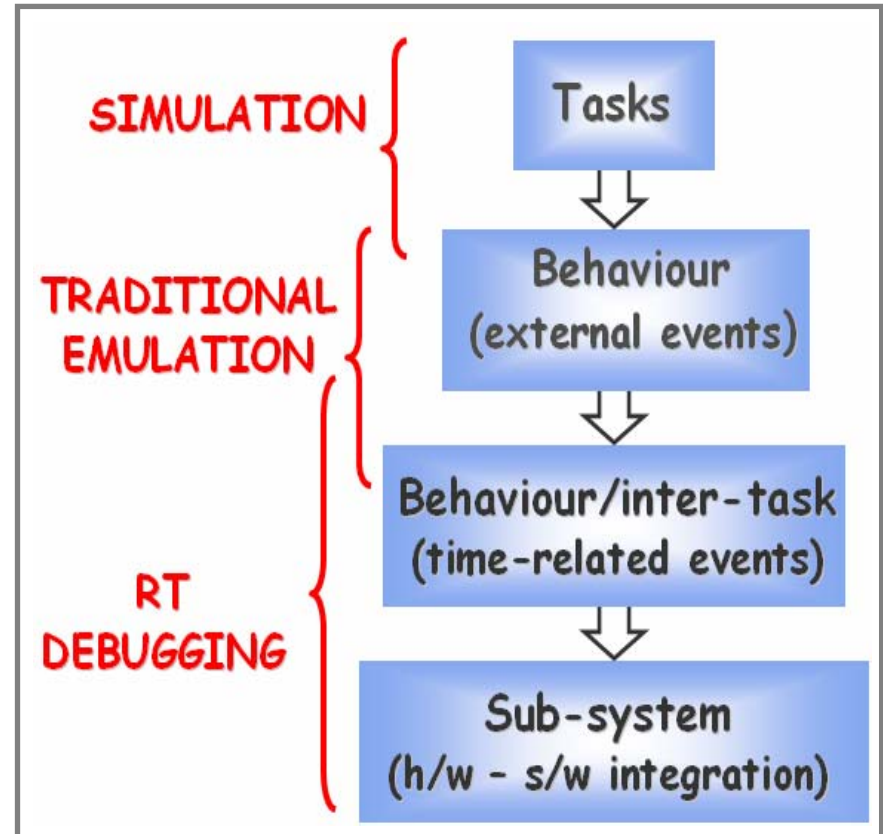 SIMULATION
Tasks
TRADITIONAL
EMULATION
Behaviour
(external events)
Behaviour/inter-task
(time-related events)
RT
DEBUGGING
Sub-system
(h/w - s/w integration)